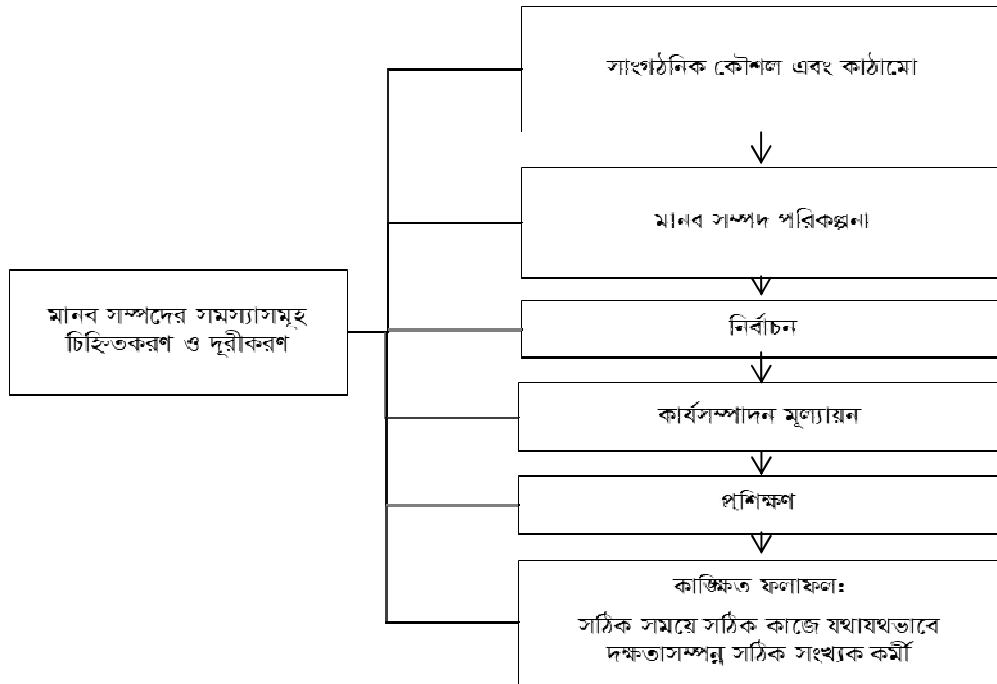 সাংগঠনিক কৌশল এবং কাঠামো
মানব সম্পদ পরিকল্পনা
মানব সম্পদের সমস্যাসমূহ
চিহ্নিতকরণ ও দূরীকরণ
নির্বাচন
কার্যসম্পাদন মূল্যায়ন
প্রশিক্ষণ
কাঙ্ক্ষিত ফলাফল:
সঠিক সময়ে সঠিক কাজে যথাযথভাবে
দক্ষতাসম্পন্ন সঠিক সংখ্যক কর্মী